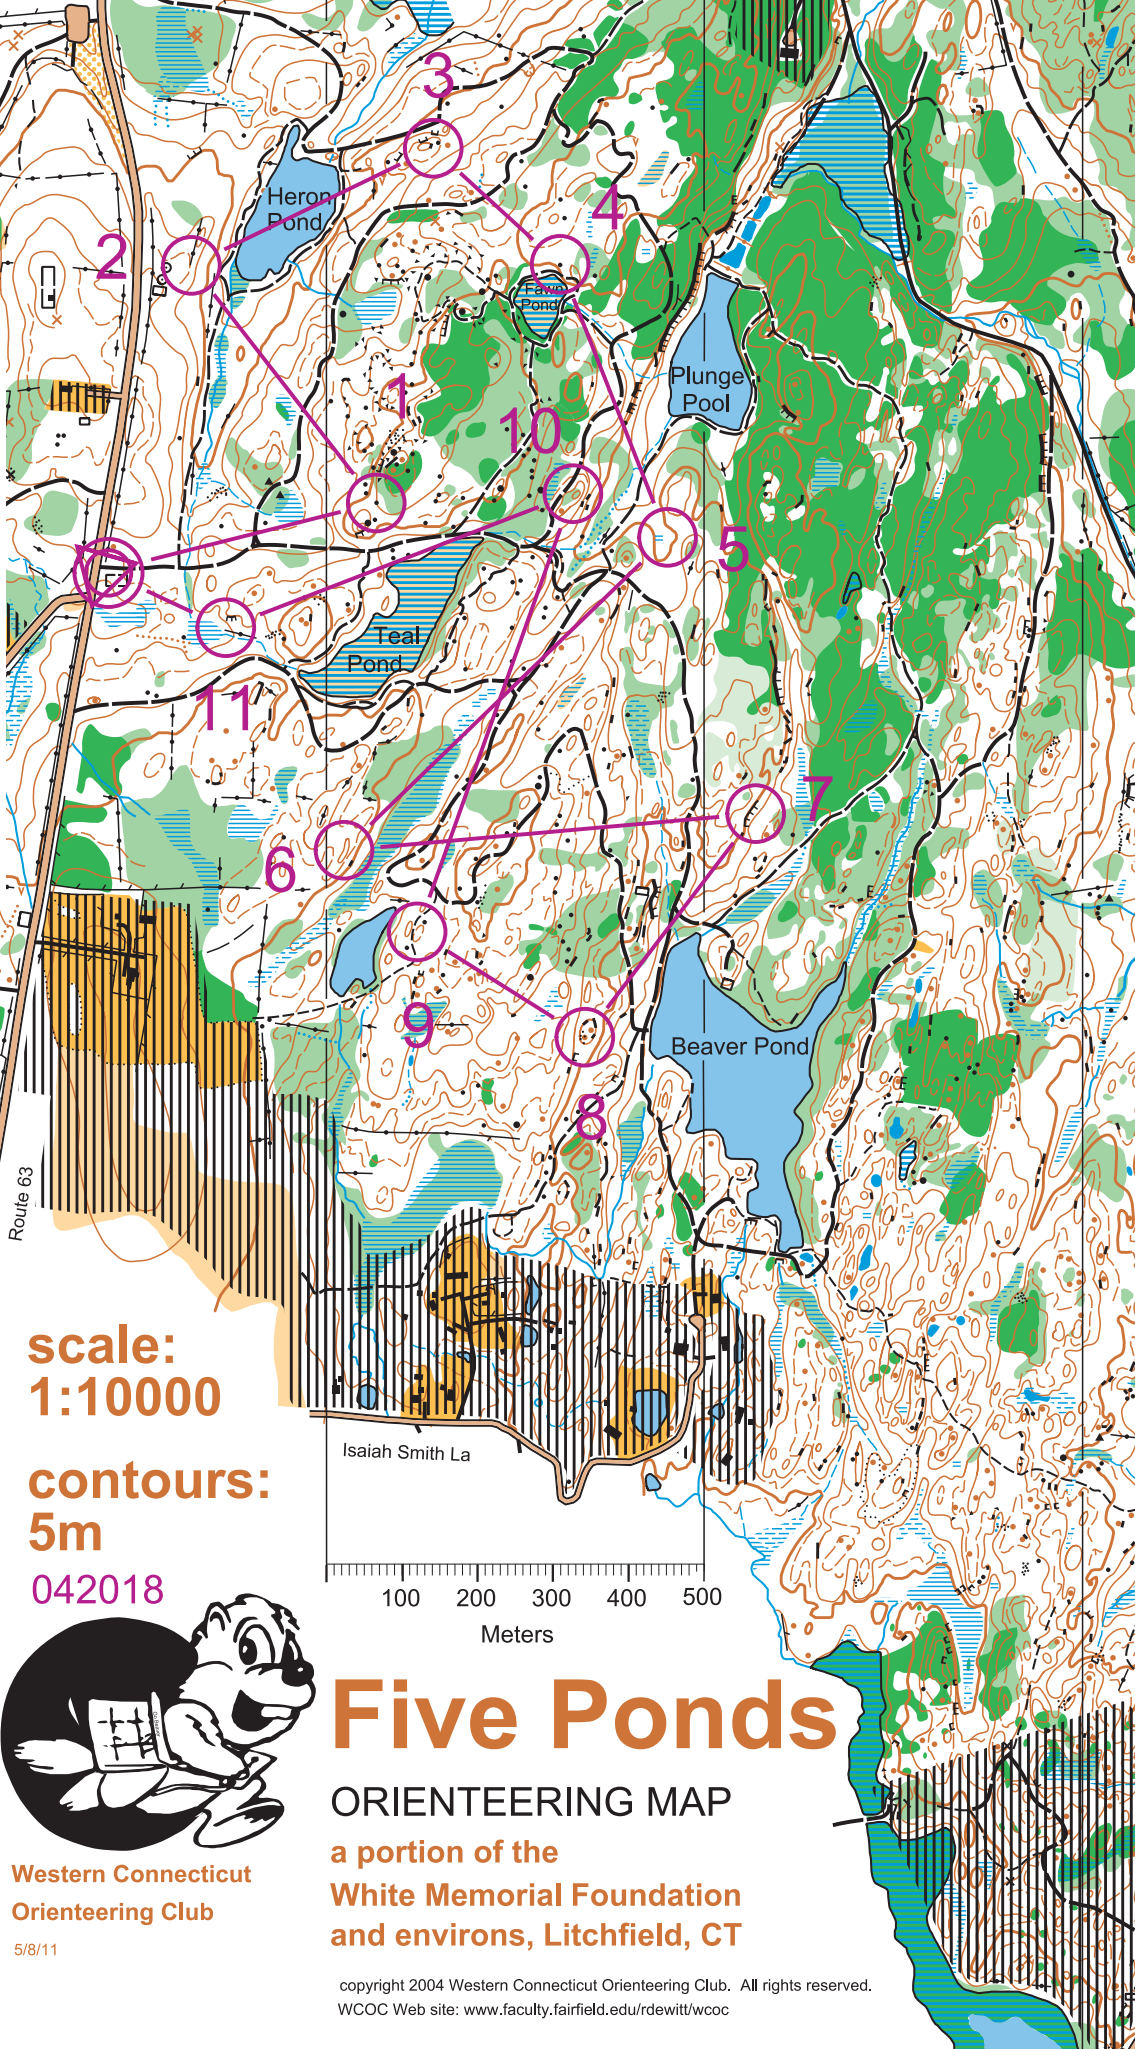 3
4
Heron
Pond
2
Fawn
Pond
Plunge
Pool
1
10
5
Teal
Pond
11
7
6
9
Beaver Pond
8
Route 63
scale:
1:10000
contours:
5m
042018
Isaiah Smith La
100 200 300 400 500
Meters
Five Ponds
ORIENTEERING MAP
a portion of the
White Memorial Foundation
and environs, Litchfield, CT
Western Connecticut
Orienteering Club
5/8/11
copyright 2004 Western Connecticut Orienteering Club. All rights reserved.
WCOC Web site: www.faculty.fairfield.edu/rdewitt/wcoc